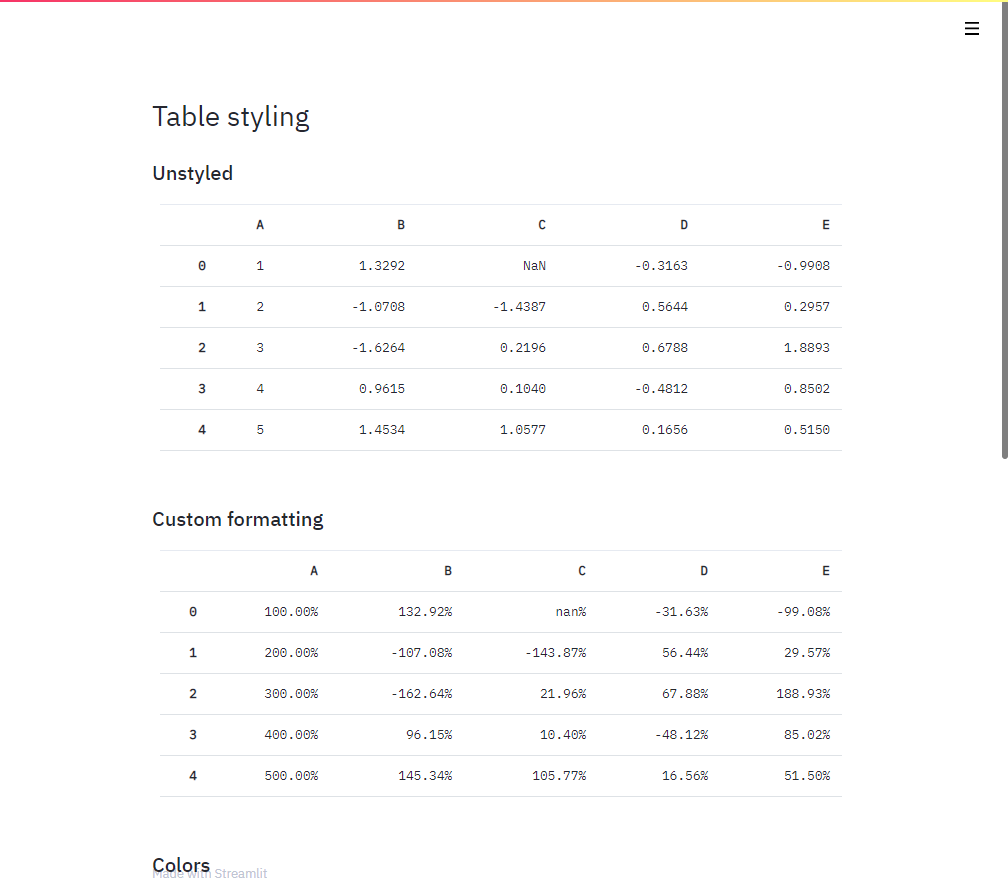 Table styling
Unstyled
A B C D E
0 1 1.3292 NaN -0.3163 -0.9908
1 2 -1.0708 -1.4387 0.5644 0.2957
2 3 -1.6264 0.2196 0.6788 1.8893
3 4 0.9615 0.1040 -0.4812 0.8502
4 5 1.4534 1.0577 0.1656 0.5150
Custom formatting
A B C D E
0 100.00% 132.92% nan% -31.63% -99.08%
1 200.00% -107.08% -143.87% 56.44% 29.57%
2 300.00% -162.64% 21.96% 67.88% 188.93%
3 400.00% 96.15% 10.40% -48.12% 85.02%
4 500.00% 145.34% 105.77% 16.56% 51.50%
Colors
Made with Streamlit